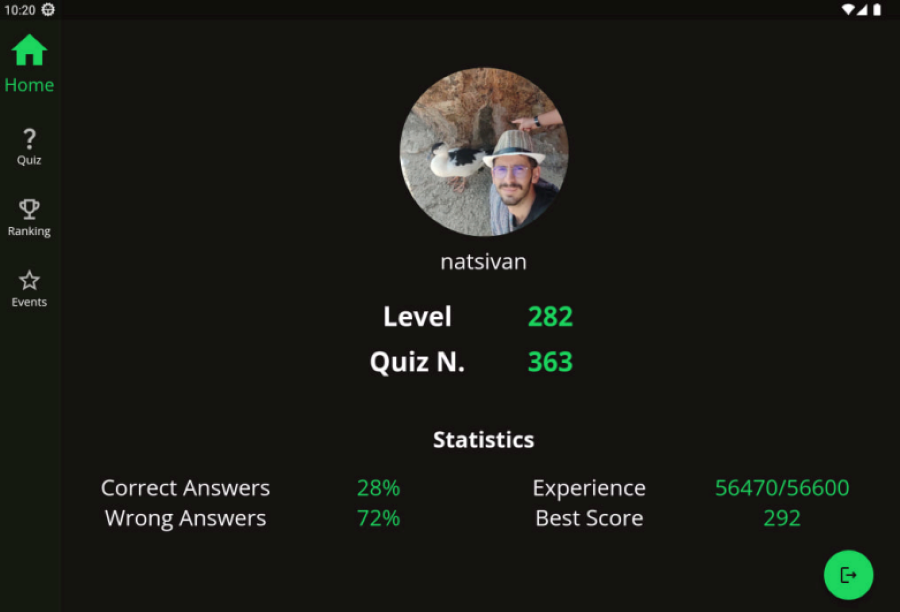 10:20
Home
Quiz
Ranking
Events
natsivan
Level 282
Quiz N. 363
Statistics
Correct Answers 28% Experience 56470/56600
Wrong Answers 72% Best Score 292